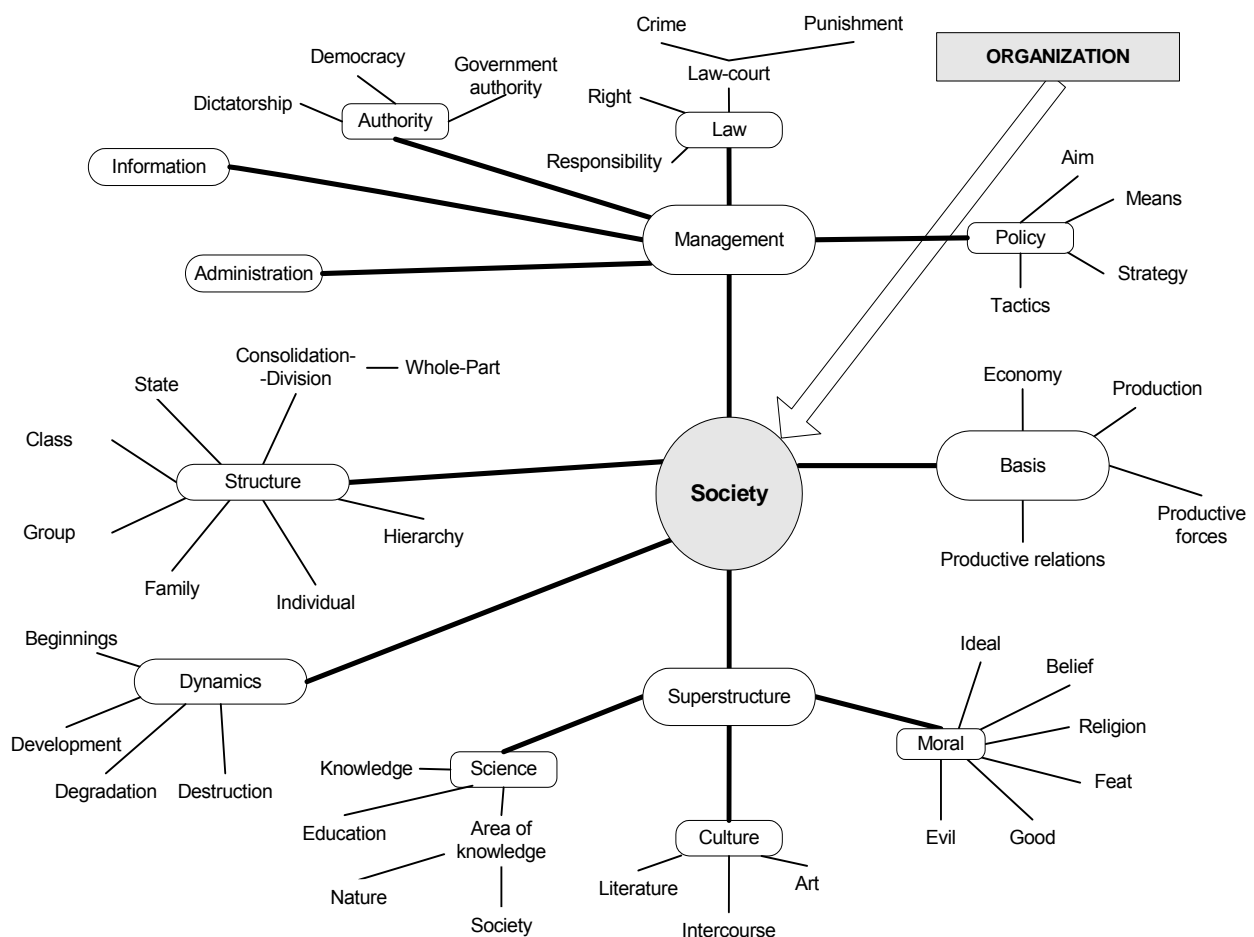 Crime
Punishment
ORGANIZATION
Democracy
Government
authority
Law-court
Dictatorship
Right
Authority
Law
Information
Responsibility
Aim
Means
Management
Policy
Administration
Strategy
Tactics
Consolidation-
-Division
Whole-Part
State
Economy
Production
Class
Structure
Society
Basis
Group
Hierarchy
Productive
forces
Productive relations
Family
Individual
Beginnings
Ideal
Belief
Dynamics
Superstructure
Religion
Development
Moral
Knowledge
Science
Feat
Degradation
Destruction
Education
Area of
knowledge
Culture
Evil
Good
Nature
Literature
Art
Society
Intercourse